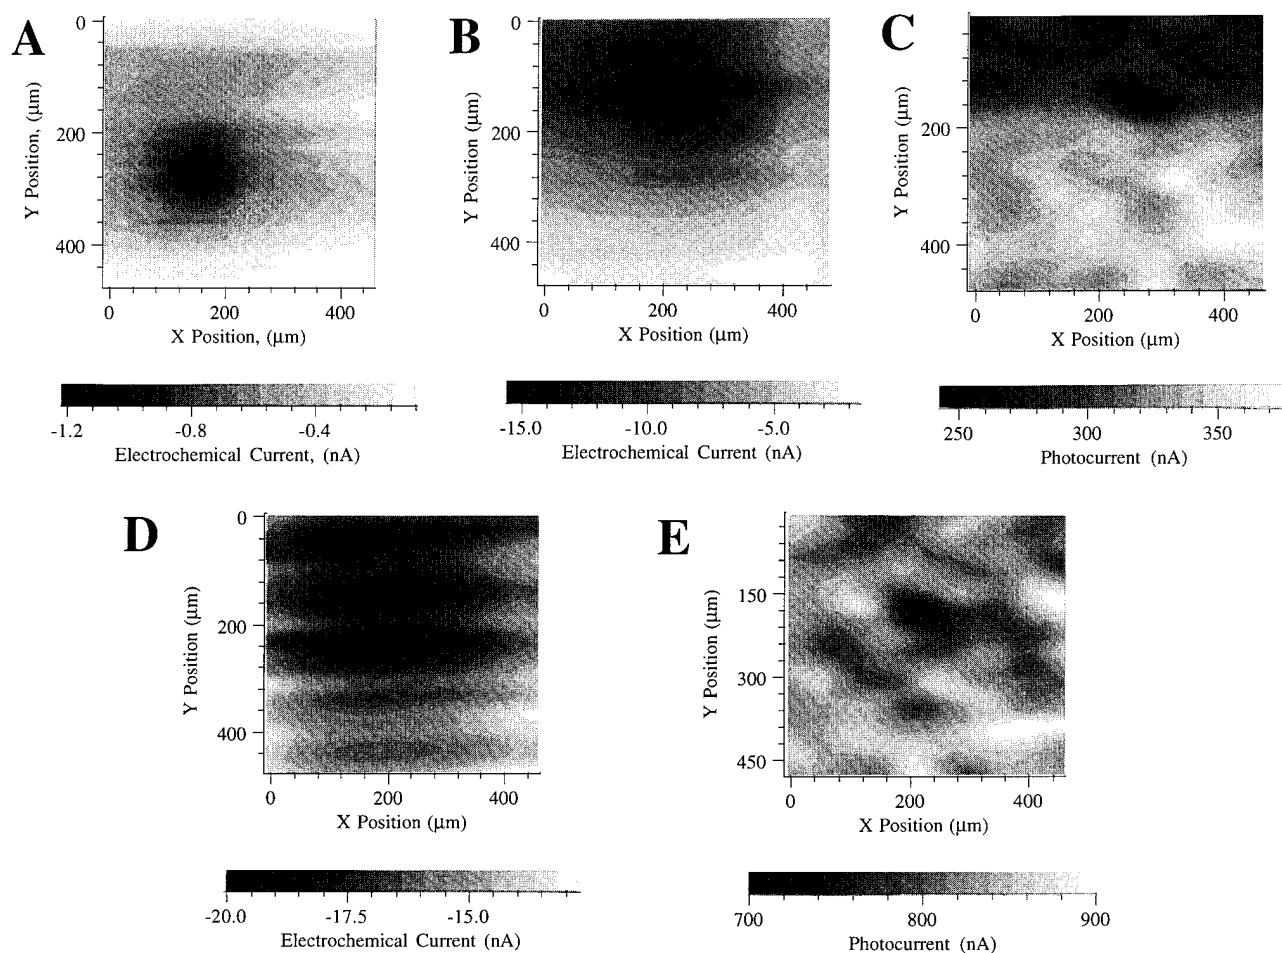 A
B
C
0
200
400
Y Position, (μm)
0
200
400
X Position, (μm)
-1.2
-0.8
-0.4
Electrochemical Current, (nA)
0
200
400
Y Position (μm)
0
200
400
X Position (μm)
-15.0
-10.0
-5.0
Electrochemical Current (nA)
200
400
Y Position (μm)
0
200
400
X Position (μm)
250
300
350
Photocurrent (nA)
D
E
0
200
400
Y Position (μm)
0
200
400
X Position (μm)
-20.0
-17.5
-15.0
Electrochemical Current (nA)
150
300
450
Y Position (μm)
0
200
400
X Position (μm)
700
800
900
Photocurrent (nA)